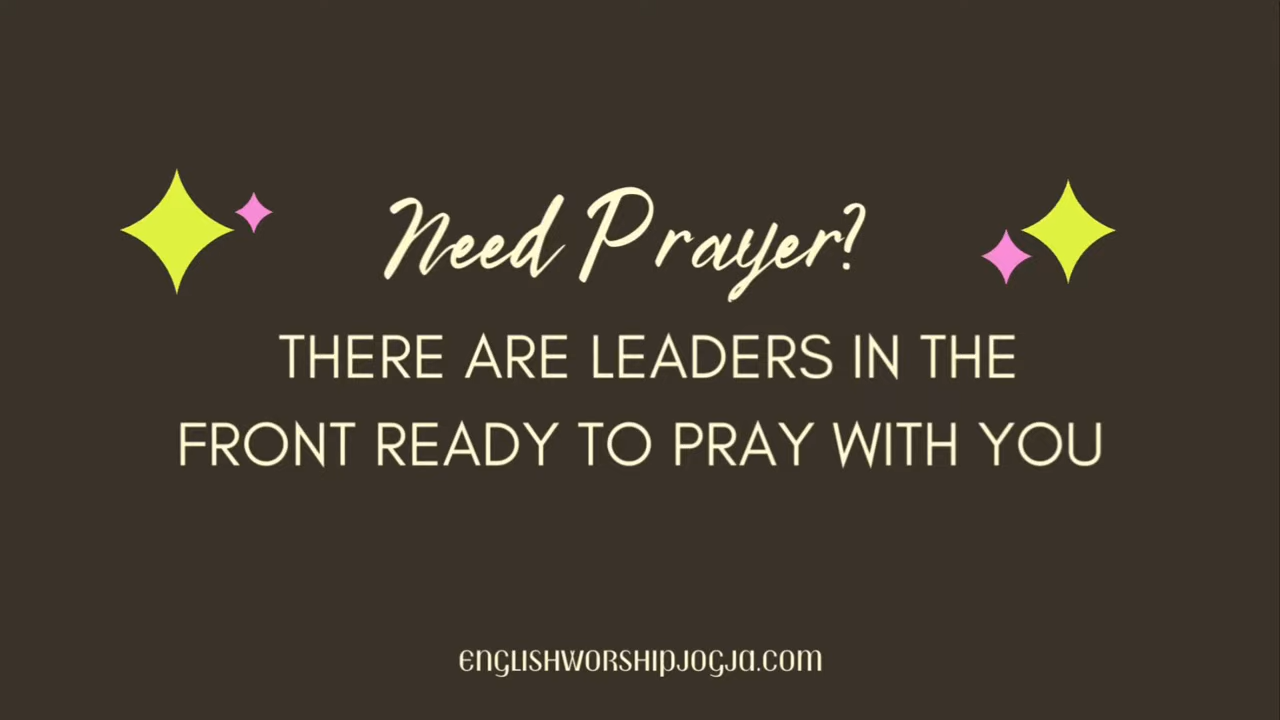 Need Prayer?
THERE ARE LEADERS IN THE
FRONT READY TO PRAY WITH YOU
ENGLISHWORSHIPJOGJA.COM